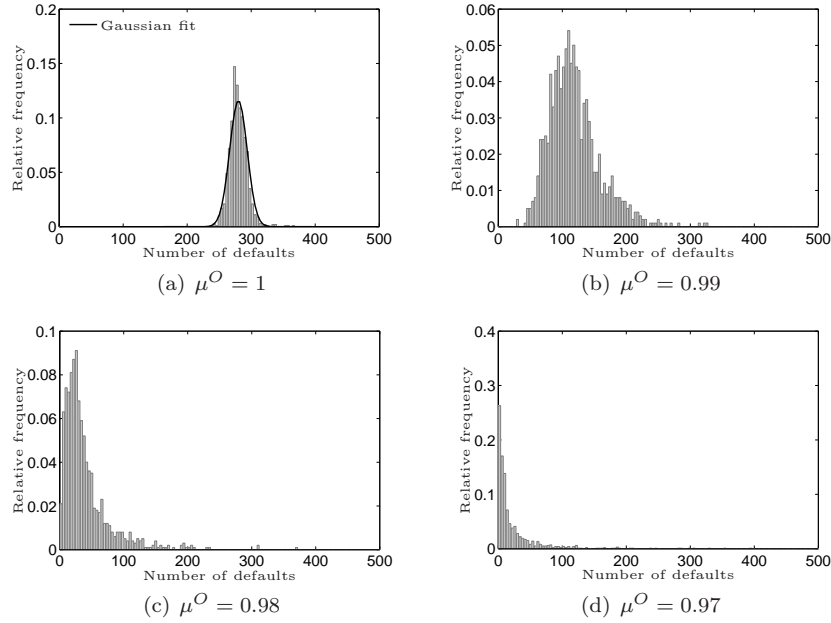 0.2
Gaussian fit
0.15
0.1
0.05
0
Relative frequency
0 100 200 300 400 500
Number of defaults
(a) μ^O = 1
0.06
0.05
0.04
0.03
0.02
0.01
0
Relative frequency
0 100 200 300 400 500
Number of defaults
(b) μ^O = 0.99
0.1
0.08
0.06
0.04
0.02
0
Relative frequency
0 100 200 300 400 500
Number of defaults
(c) μ^O = 0.98
0.4
0.3
0.2
0.1
0
Relative frequency
0 100 200 300 400 500
Number of defaults
(d) μ^O = 0.97